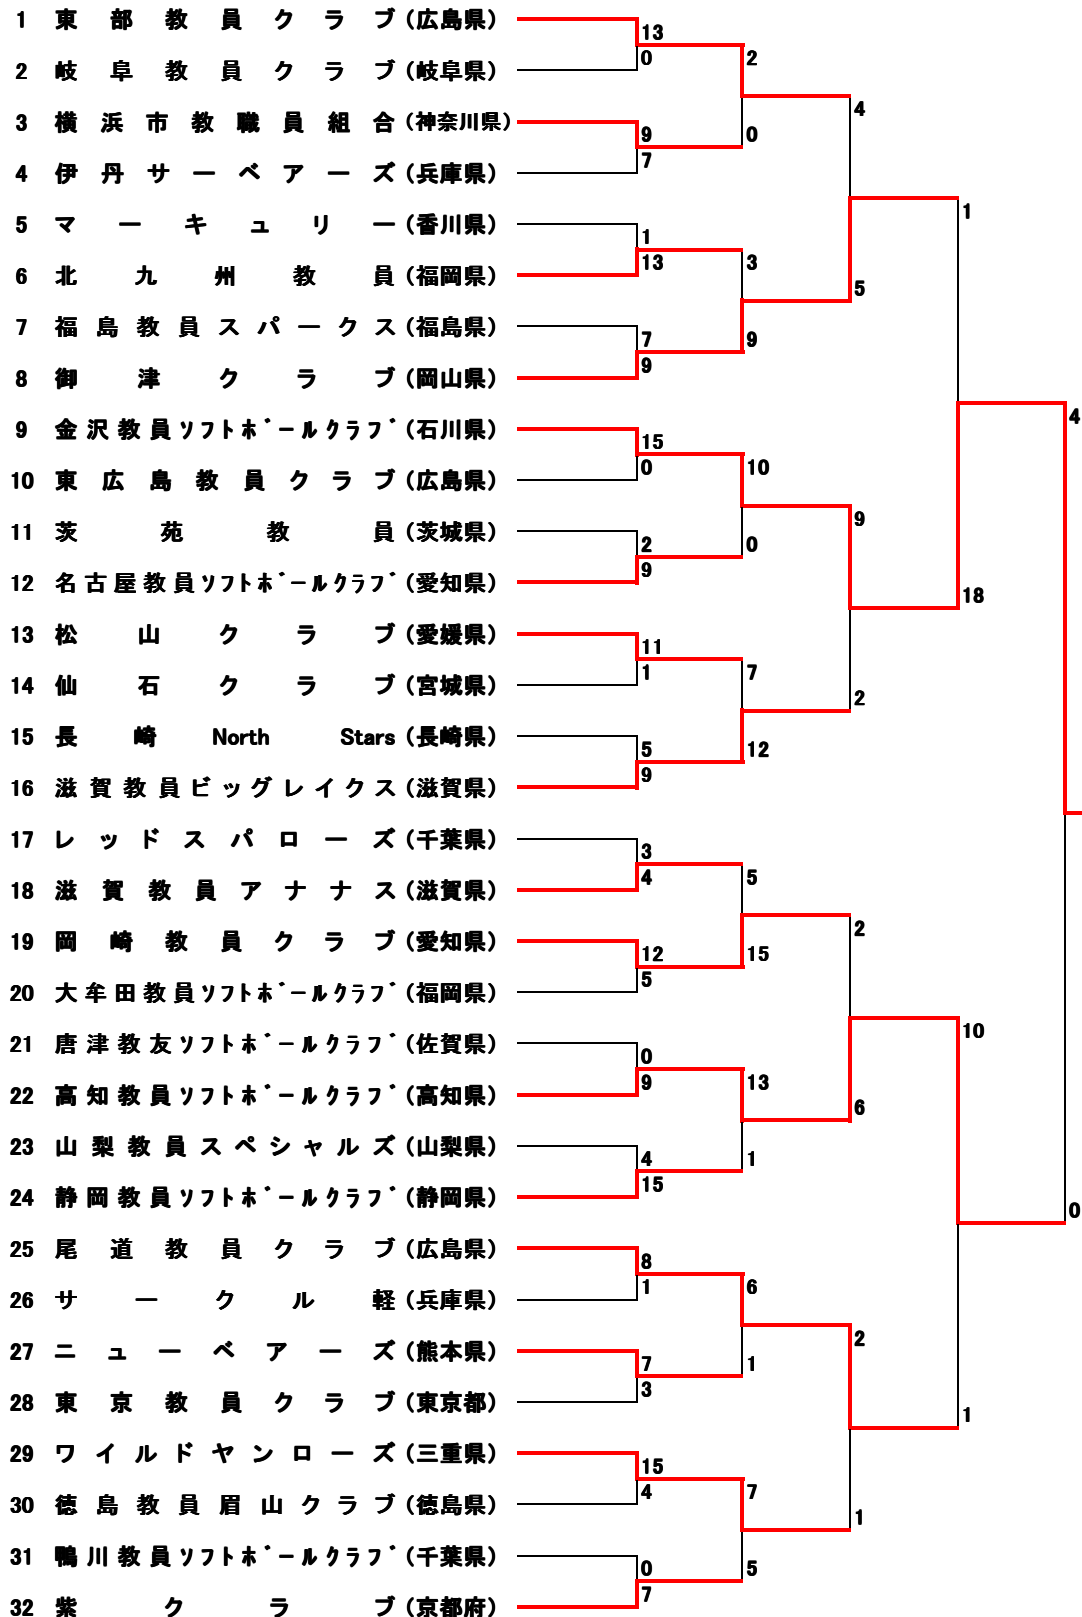 1 東部教員クラブ(広島県)
13
0
2
2 岐阜教員クラブ(岐阜県)
4
3 横浜市教職員組合(神奈川県)
9
0
7
4 伊丹サーベアーズ(兵庫県)
1
5 マーキュリー(香川県)
1
13
3
6 北九州教員(福岡県)
5
7 福島教員スパークス(福島県)
7
9
9
8 御津クラブ(岡山県)
4
9 金沢教員ソフトボールクラブ(石川県)
15
0
10
10 東広島教員クラブ(広島県)
9
11 茨苑教員(茨城県)
2
0
9
12 名古屋教員ソフトボールクラブ(愛知県)
18
13 松山クラブ(愛媛県)
11
1
7
14 仙石クラブ(宮城県)
2
15 長崎North Stars(長崎県)
5
12
9
16 滋賀教員ビッグレイクス(滋賀県)
17 レッドスパローズ(千葉県)
3
4
5
18 滋賀教員アナナス(滋賀県)
2
19 岡崎教員クラブ(愛知県)
12
15
5
20 大牟田教員ソフトボールクラブ(福岡県)
10
21 唐津教友ソフトボールクラブ(佐賀県)
0
9
13
22 高知教員ソフトボールクラブ(高知県)
6
23 山梨教員スペシャルズ(山梨県)
4
1
15
24 静岡教員ソフトボールクラブ(静岡県)
0
25 尾道教員クラブ(広島県)
8
1
6
26 サークル軽(兵庫県)
2
27 ニューベアーズ(熊本県)
7
1
3
28 東京教員クラブ(東京都)
1
29 ワイルドヤンローズ(三重県)
15
4
7
30 徳島教員眉山クラブ(徳島県)
1
31 鴨川教員ソフトボールクラブ(千葉県)
0
5
7
32 紫クラブ(京都府)